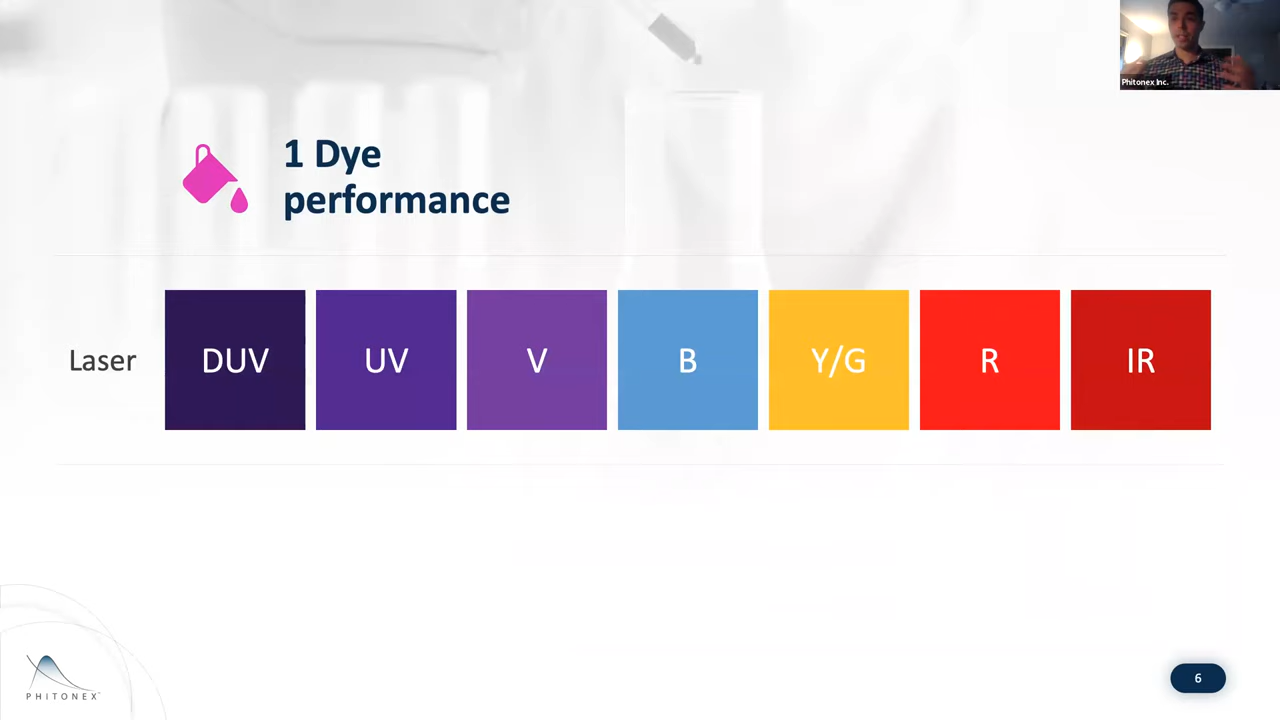 Phitonex Inc.
1 Dye
performance
Laser
DUV
UV
V
B
Y/G
R
IR
PHITONEX
6